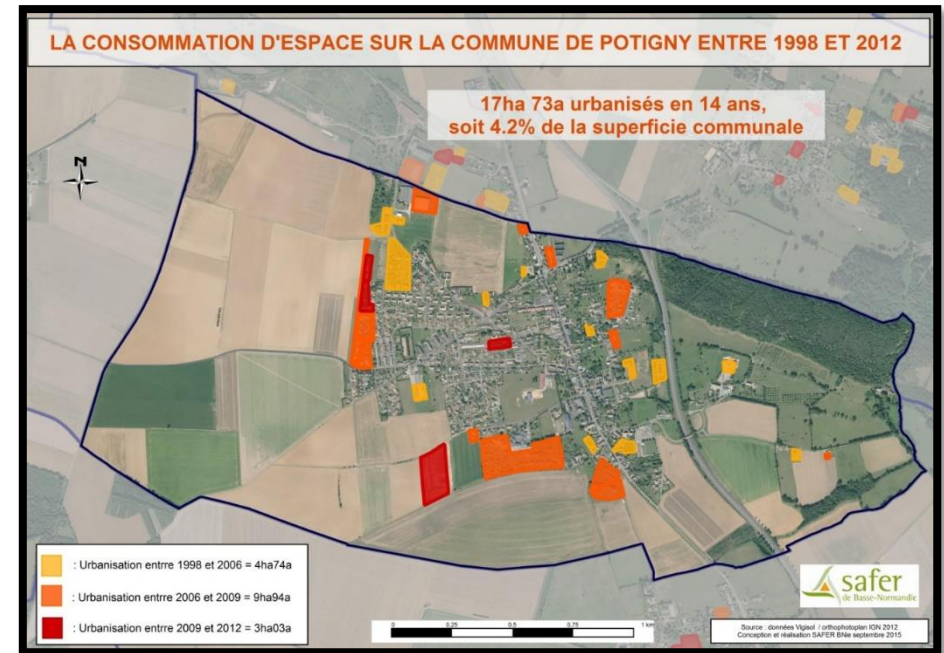 LA CONSOMMATION D'ESPACE SUR LA COMMUNE DE POTIGNY ENTRE 1998 ET 2012
17ha 73a urbanisés en 14 ans,
soit 4.2% de la superficie communale
N
: Urbanisation entrre 1998 et 2006 = 4ha74a
: Urbanisation entrre 2006 et 2009 = 9ha94a
: Urbanisation entrre 2009 et 2012 = 3ha03a
0 0,25 0,5 0,75 1 km
safer
de Basse-Normandie
Source : données Vigisol / orthophotoplan IGN 2012
Conception et réalisation SAFER BNie septembre 2015